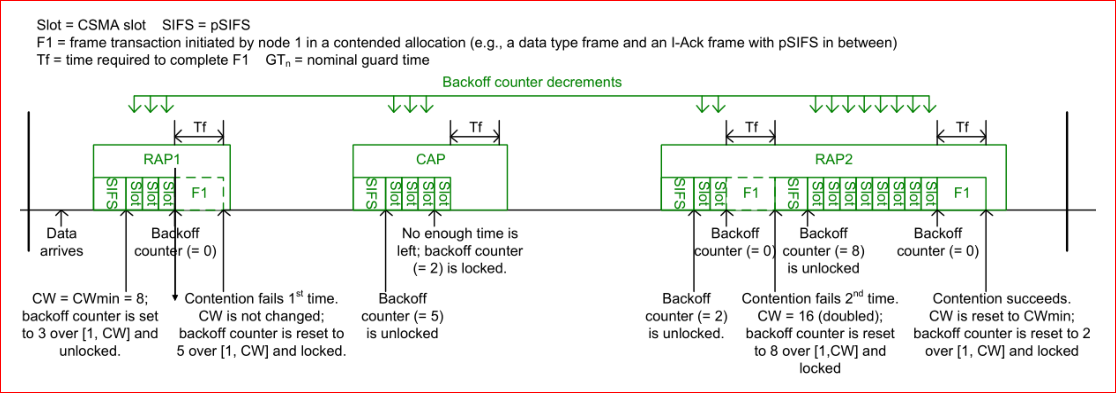 Slot = CSMA slot SIFS = pSIFS
F1 = frame transaction initiated by node 1 in a contended allocation (e.g., a data type frame and an I-Ack frame with pSIFS in between)
Tf = time required to complete F1 GTn = nominal guard time
Backoff counter decrements
Tf
Tf
Tf
Tf
RAP1
CAP
RAP2
SIFS
Slot
Slot
Slot
F1
SIFS
Slot
Slot
Slot
Slot
SIFS
Slot
Slot
F1
SIFS
Slot
Slot
Slot
Slot
Slot
Slot
Slot
Slot
F1
Data
arrives
Backoff
counter (= 0)
No enough time is
left; backoff counter
(= 2) is locked.
Backoff
counter (= 0)
Backoff
counter (= 8)
is unlocked
Backoff
counter (= 0)
CW = CWmin = 8;
backoff counter is set
to 3 over [1, CW] and
unlocked.
Contention fails 1st time.
CW is not changed;
backoff counter is reset to
5 over [1, CW] and locked.
Backoff
counter (= 5)
is unlocked
Backoff
counter (= 2)
is unlocked.
Contention fails 2nd time.
CW = 16 (doubled);
backoff counter is reset
to 8 over [1,CW] and
locked
Contention succeeds.
CW is reset to CWmin;
backoff counter is reset to 2
over [1, CW] and locked